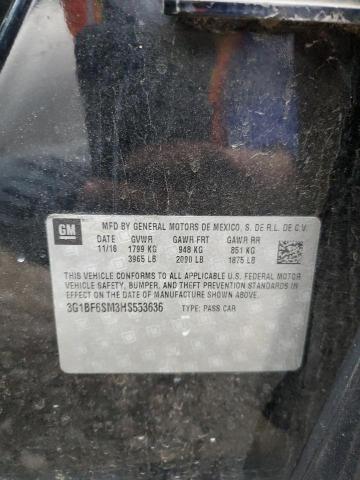 GM
MFD BY GENERAL MOTORS DE MEXICO, S. DE R.L. DE C.V.
DATE GVWR GAWR FRT GAWR RR
11/16 1799 KG 948 KG 851 KG
3965 LB 2090 LB 1875 LB
THIS VEHICLE CONFORMS TO ALL APPLICABLE U.S. FEDERAL MOTOR
VEHICLE SAFETY, BUMPER, AND THEFT PREVENTION STANDARDS
IN EFFECT ON THE DATE OF MANUFACTURE SHOWN ABOVE.
3G1BF6SM3HS553636 TYPE: PASS CAR